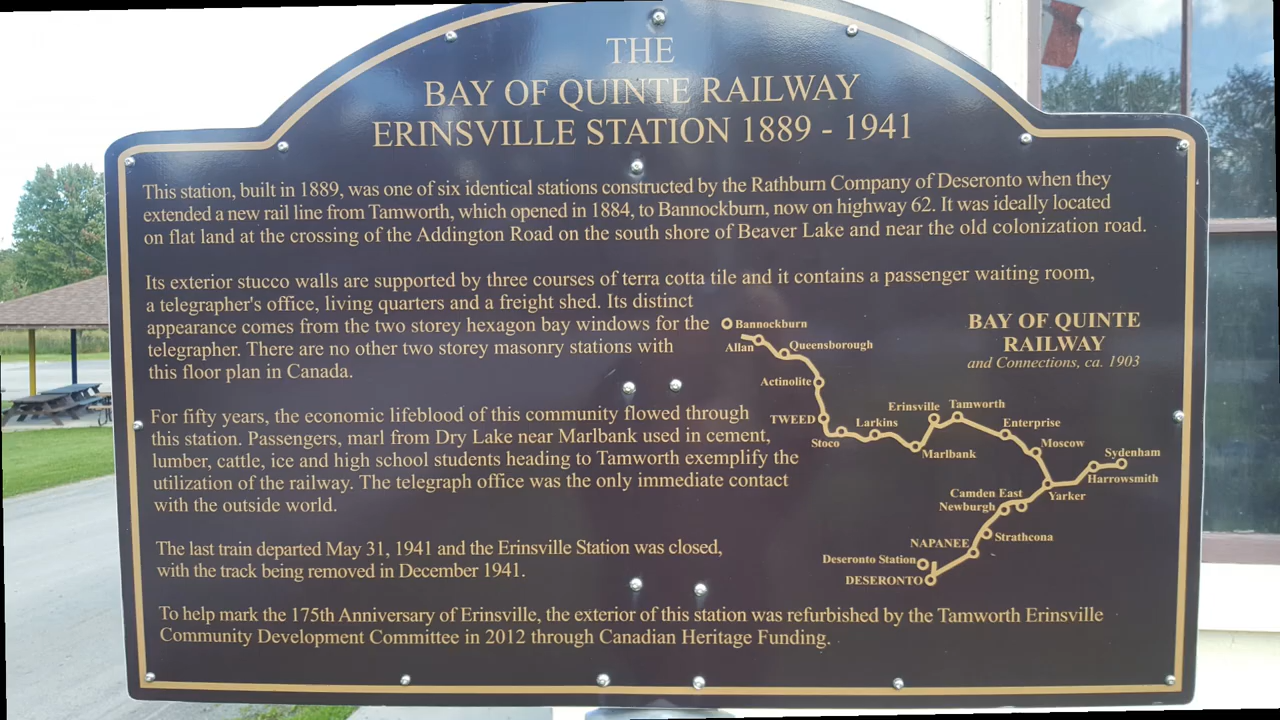 THE
BAY OF QUINTE RAILWAY
ERINSVILLE STATION 1889 - 1941
This station, built in 1889, was one of six identical stations constructed by the Rathburn Company of Deseronto when they
extended a new rail line from Tamworth, which opened in 1884, to Bannockburn, now on highway 62. It was ideally located
on flat land at the crossing of the Addington Road on the south shore of Beaver Lake and near the old colonization road.
Its exterior stucco walls are supported by three courses of terra cotta tile and it contains a passenger waiting room,
a telegrapher's office, living quarters and a freight shed. Its distinct
appearance comes from the two storey hexagon bay windows for the
telegrapher. There are no other two storey masonry stations with
this floor plan in Canada.
For fifty years, the economic lifeblood of this community flowed through
this station. Passengers, marl from Dry Lake near Marlbank used in cement,
lumber, cattle, ice and high school students heading to Tamworth exemplify the
utilization of the railway. The telegraph office was the only immediate contact
with the outside world.
The last train departed May 31, 1941 and the Erinsville Station was closed,
with the track being removed in December 1941.
To help mark the 175th Anniversary of Erinsville, the exterior of this station was refurbished by the Tamworth Erinsville
Community Development Committee in 2012 through Canadian Heritage Funding.
BAY OF QUINTE
RAILWAY
and Connections, ca. 1903
Bannockburn
Allan
Queensborough
Actinolite
TWEED
Stoco
Larkins
Marlbank
Erinsville
Tamworth
Enterprise
Moscow
Sydenham
Harrowsmith
Yarker
Camden East
Newburgh
Strathcona
NAPANEE
Deseronto Station
DESERONTO